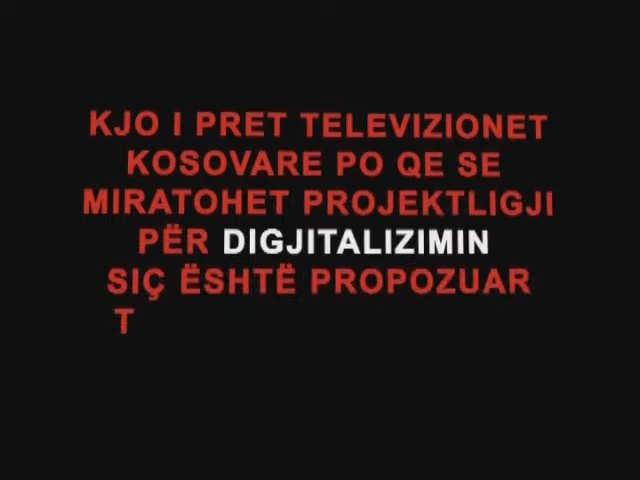 KJO I PRET TELEVIZIONET
KOSOVARE PO QE SE
MIRATOHET PROJEKTLIGJI
PËR DIGJITALIZIMIN
SIÇ ËSHTË PROPOZUAR
T